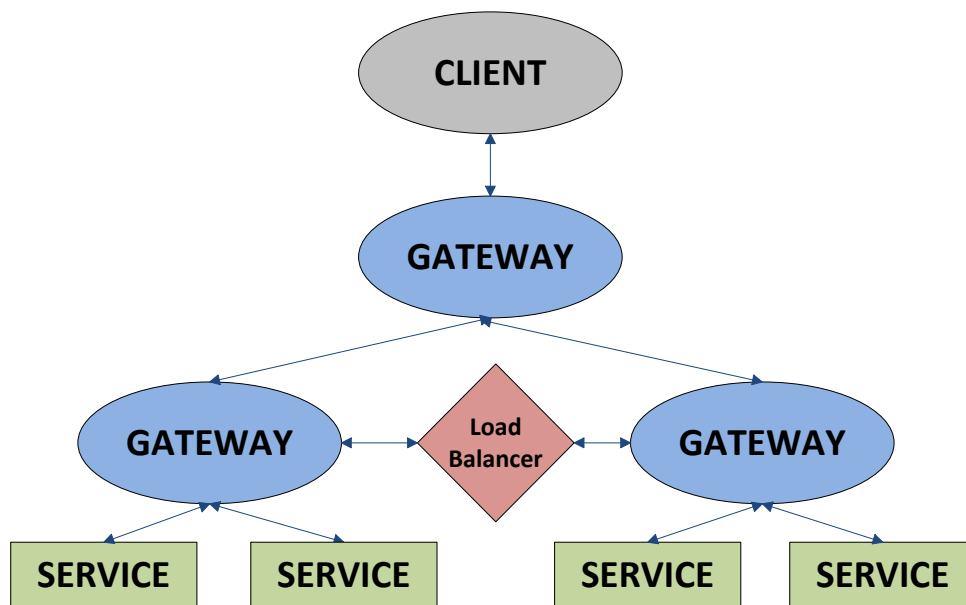 CLIENT
GATEWAY
GATEWAY
Load
Balancer
GATEWAY
SERVICE
SERVICE
SERVICE
SERVICE